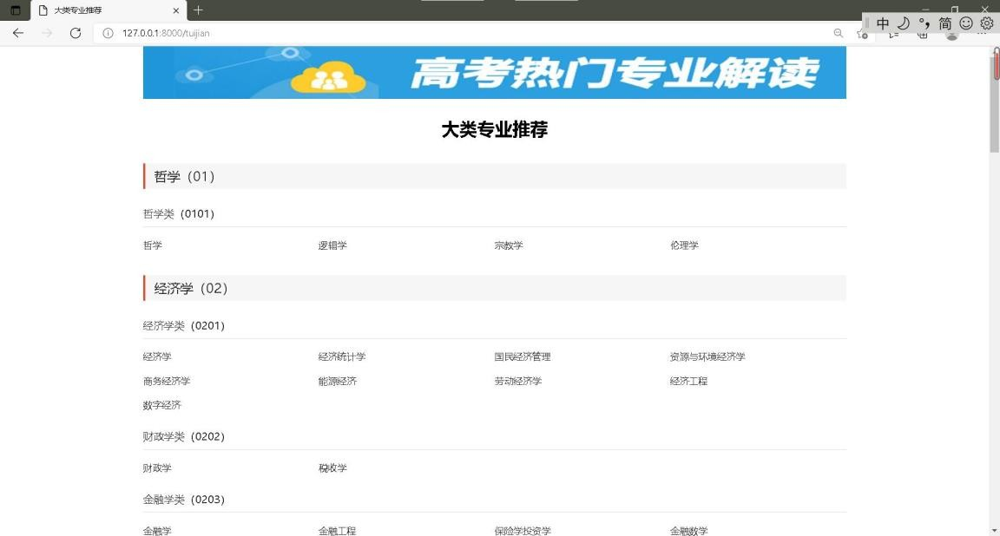 大类专业推荐
127.0.0.1:8000/tuijian
中 °, 简
高考热门专业解读
大类专业推荐
哲学（01）
哲学类（0101）
哲学 逻辑学 宗教学 伦理学
经济学（02）
经济学类（0201）
经济学 经济统计学 国民经济管理 资源与环境经济学
商务经济学 能源经济 劳动经济学 经济工程
数字经济
财政学类（0202）
财政学 税收学
金融学类（0203）
金融学 金融工程 保险学投资学 金融数学